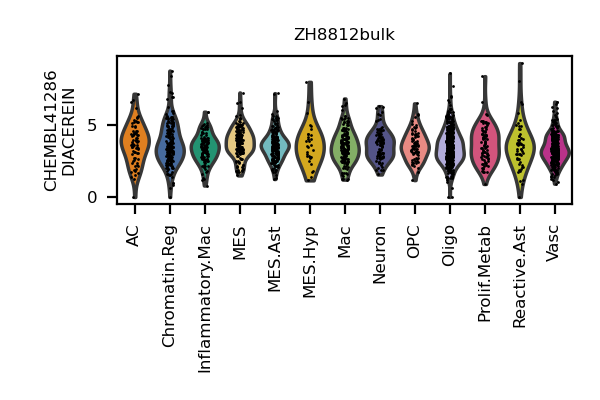 ZH8812bulk
CHEMBL41286
DIACEREIN
5
0
AC
Chromatin.Reg
Inflammatory.Mac
MES
MES.Ast
MES.Hyp
Mac
Neuron
OPC
Oligo
Prolif.Metab
Reactive.Ast
Vasc